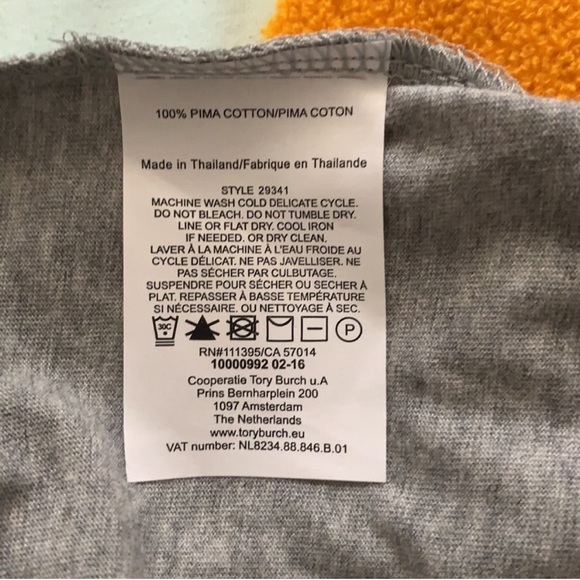 100% PIMA COTTON/PIMA COTON
Made in Thailand/Fabrique en Thailande
STYLE 29341
MACHINE WASH COLD DELICATE CYCLE.
DO NOT BLEACH. DO NOT TUMBLE DRY.
LINE OR FLAT DRY. COOL IRON
IF NEEDED. OR DRY CLEAN.
LAVER À LA MACHINE À L'EAU FROIDE AU
CYCLE DÉLICAT. NE PAS JAVELLISER. NE
PAS SÉCHER PAR CULBUTAGE.
SUSPENDRE POUR SÉCHER OU SECHER À
PLAT. REPASSER À BASSE TEMPÉRATURE
SI NÉCESSAIRE. OU NETTOYAGE À SEC.
30C P
RN#111395/CA 57014
10000992 02-16
Cooperatie Tory Burch u.A
Prins Bernharplein 200
1097 Amsterdam
The Netherlands
www.toryburch.eu
VAT number: NL8234.88.846.B.01